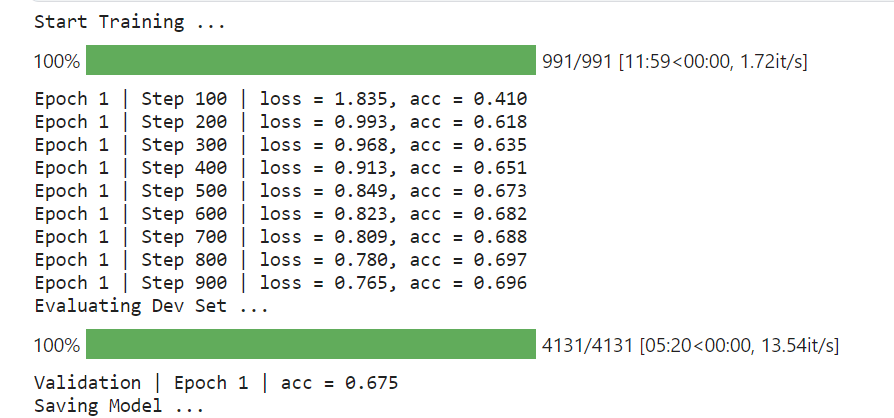 Start Training ...
100% 991/991 [11:59<00:00, 1.72it/s]
Epoch 1 | Step 100 | loss = 1.835, acc = 0.410
Epoch 1 | Step 200 | loss = 0.993, acc = 0.618
Epoch 1 | Step 300 | loss = 0.968, acc = 0.635
Epoch 1 | Step 400 | loss = 0.913, acc = 0.651
Epoch 1 | Step 500 | loss = 0.849, acc = 0.673
Epoch 1 | Step 600 | loss = 0.823, acc = 0.682
Epoch 1 | Step 700 | loss = 0.809, acc = 0.688
Epoch 1 | Step 800 | loss = 0.780, acc = 0.697
Epoch 1 | Step 900 | loss = 0.765, acc = 0.696
Evaluating Dev Set ...
100% 4131/4131 [05:20<00:00, 13.54it/s]
Validation | Epoch 1 | acc = 0.675
Saving Model ...